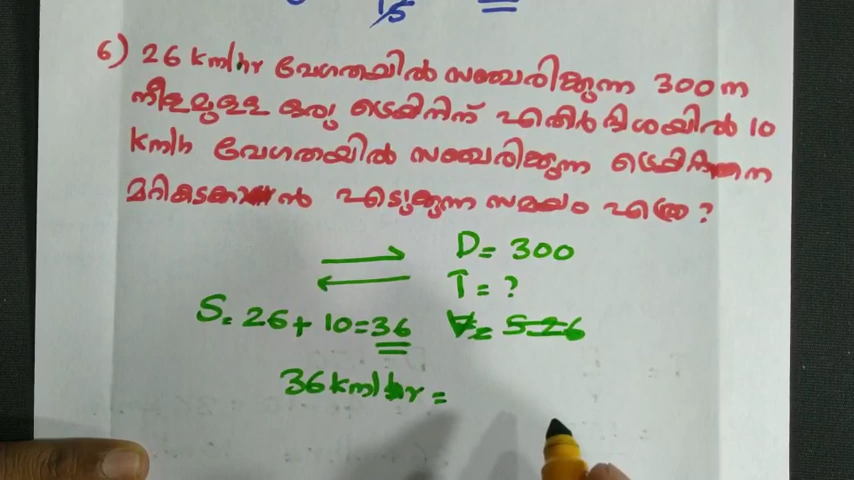 6) 26 km/hr വേഗതയിൽ സഞ്ചരിക്കുന്ന 300 m
നീളമുള്ള ഒരു ട്രെയിനിന് എതിർ ദിശയിൽ 10
km/h വേഗതയിൽ സഞ്ചരിക്കുന്ന
മറികടക്കാൻ എടുക്കുന്ന സമയം എത്ര ?
D = 300
T = ?
S = 26 + 10 = 36
36 km/hr =